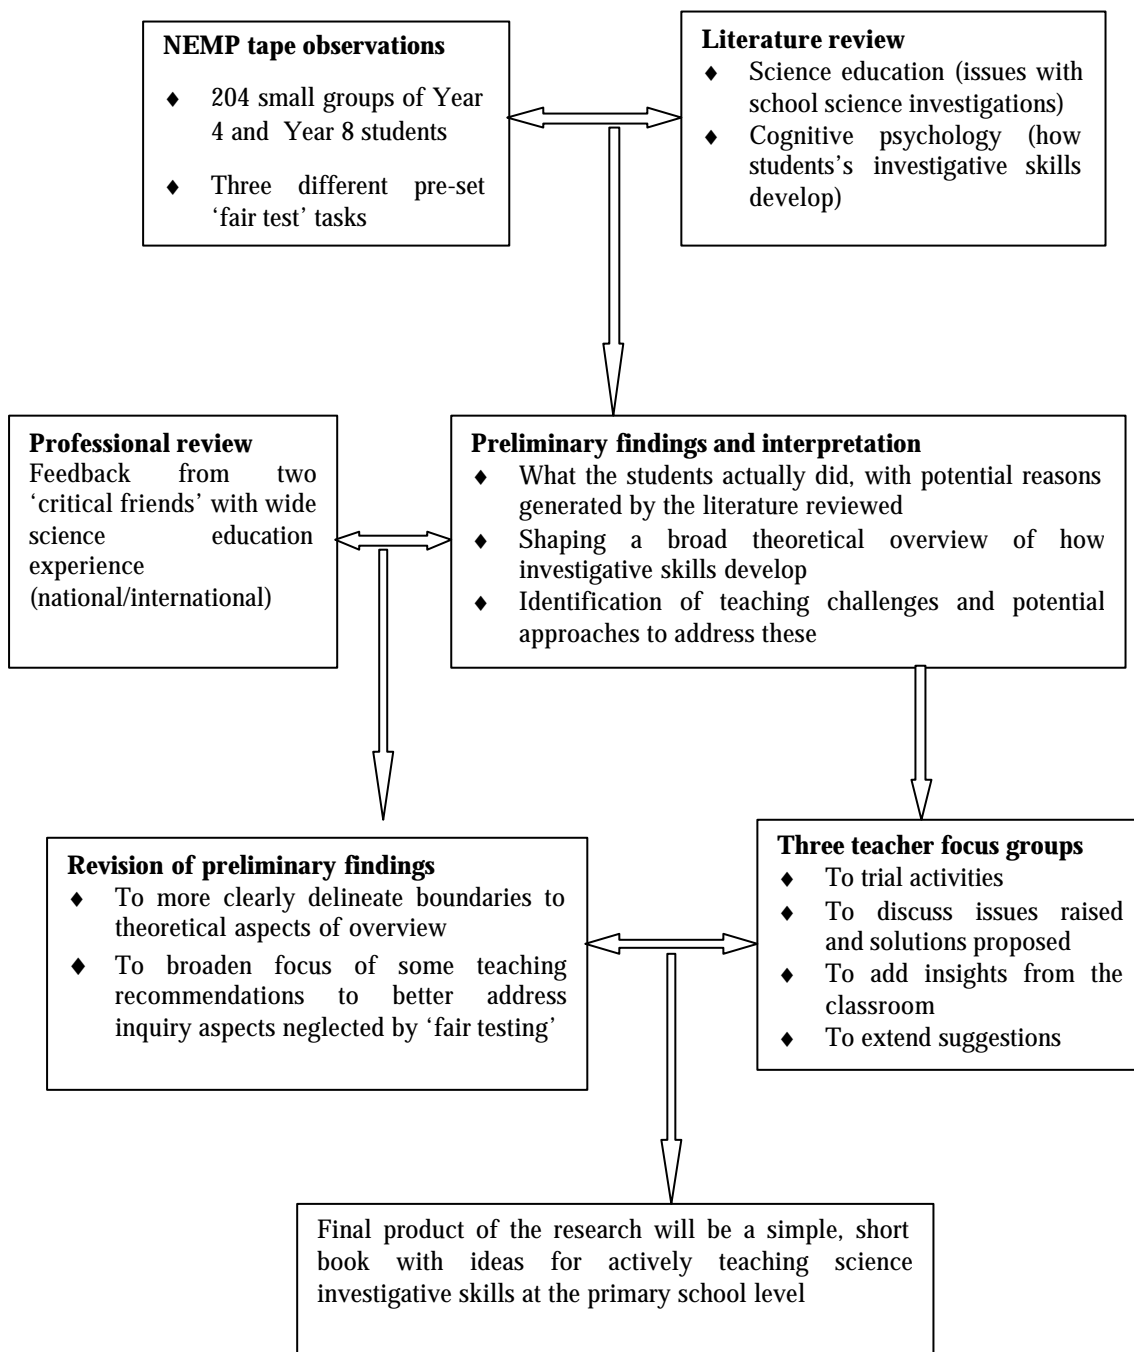 NEMP tape observations
♦ 204 small groups of Year
4 and Year 8 students
♦ Three different pre-set
‘fair test’ tasks
Literature review
♦ Science education (issues with
school science investigations)
♦ Cognitive psychology (how
students’s investigative skills
develop)
Professional review
Feedback from two
‘critical friends’ with wide
science education
experience
(national/international)
Preliminary findings and interpretation
♦ What the students actually did, with potential reasons
generated by the literature reviewed
♦ Shaping a broad theoretical overview of how
investigative skills develop
♦ Identification of teaching challenges and potential
approaches to address these
Revision of preliminary findings
♦ To more clearly delineate boundaries to
theoretical aspects of overview
♦ To broaden focus of some teaching
recommendations to better address
inquiry aspects neglected by ‘fair testing’
Three teacher focus groups
♦ To trial activities
♦ To discuss issues raised
and solutions proposed
♦ To add insights from the
classroom
♦ To extend suggestions
Final product of the research will be a simple, short
book with ideas for actively teaching science
investigative skills at the primary school level